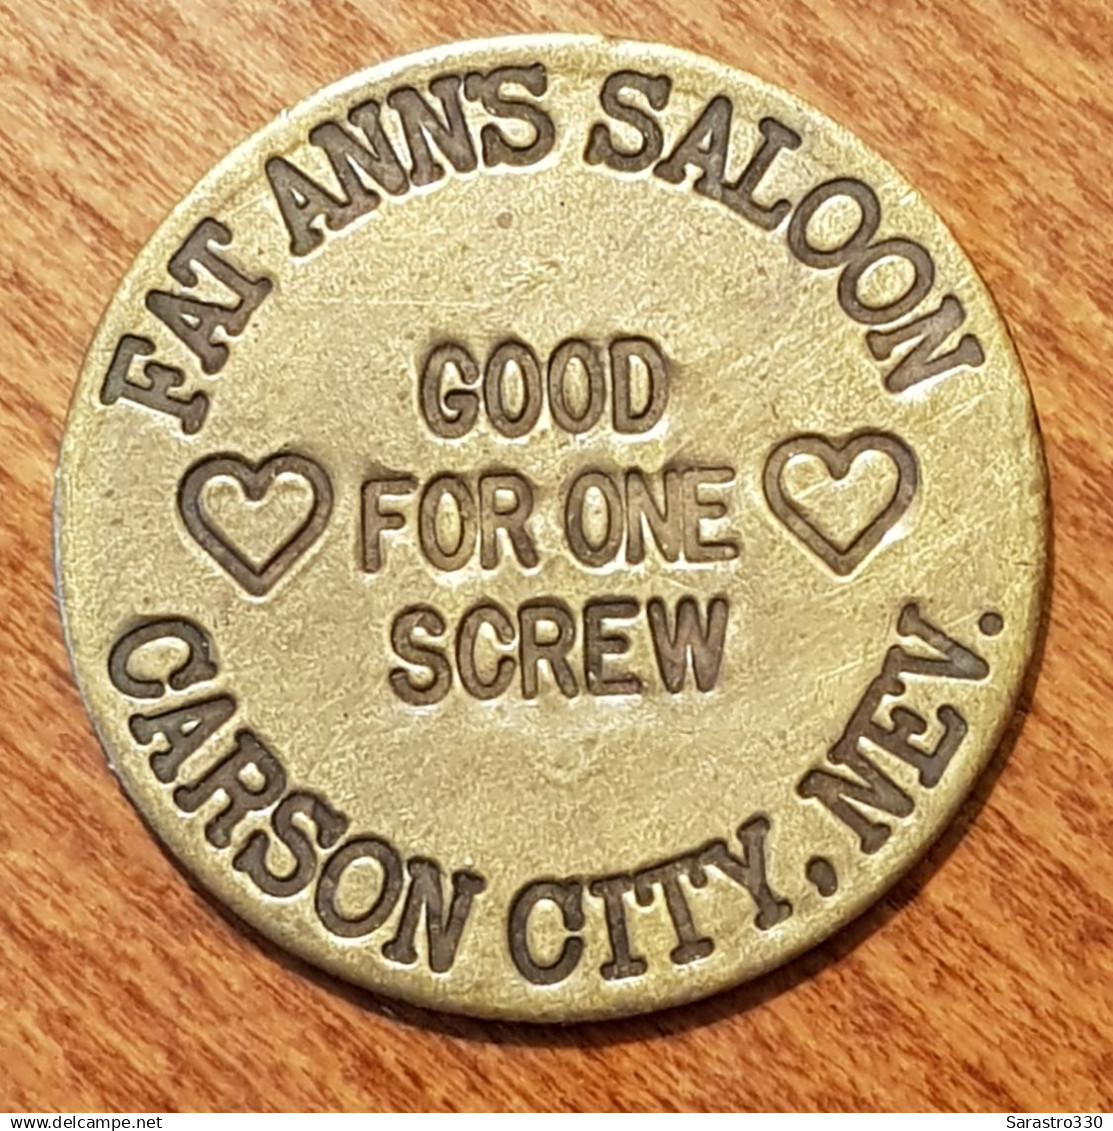 FAT ANN'S SALOON
GOOD
FOR ONE
SCREW
CARSON CITY, NEV.
www.delcampe.net
Sarastro330